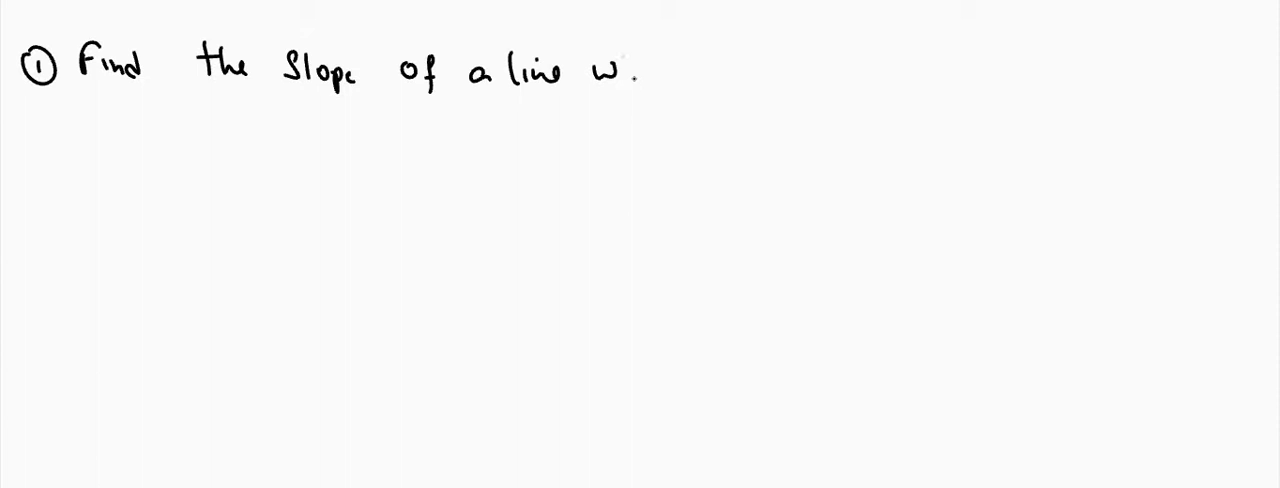 ① Find the Slope of a line w.